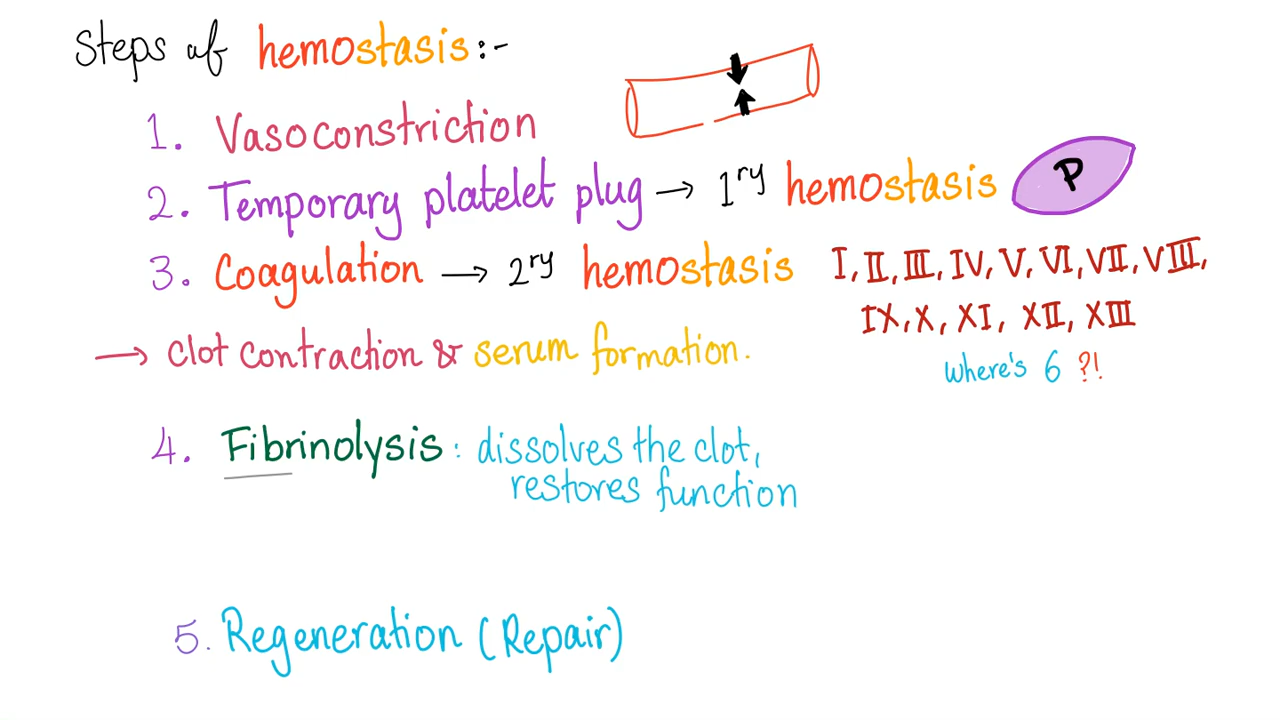 Steps of hemostasis:-
1. Vasoconstriction
2. Temporary platelet plug → 1ry hemostasis
P
3. Coagulation → 2ry hemostasis
I, II, III, IV, V, VI, VII, VIII,
IX, X, XI, XII, XIII
where's 6 ?!
→ Clot contraction & serum formation.
4. Fibrinolysis: dissolves the clot,
restores function
5. Regeneration (Repair)